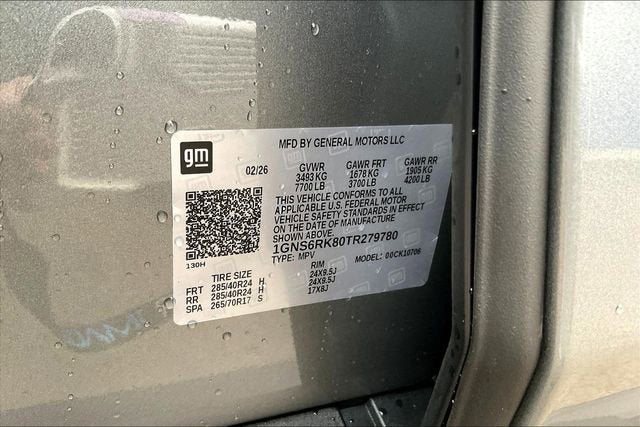 gm
MFD BY GENERAL MOTORS LLC
02/26 GVWR GAWR FRT GAWR RR
3493 KG 1678 KG 1905 KG
7700 LB 3700 LB 4200 LB
THIS VEHICLE CONFORMS TO ALL
APPLICABLE U.S. FEDERAL MOTOR
VEHICLE SAFETY STANDARDS IN EFFECT
ON THE DATE OF MANUFACTURE
SHOWN ABOVE.
1GNS6RK80TR279780
TYPE: MPV MODEL: 00CK10706
130H
TIRE SIZE RIM
FRT 285/40R24 H 24X9.5J
RR 285/40R24 H 24X9.5J
SPA 265/70R17 S 17X8J